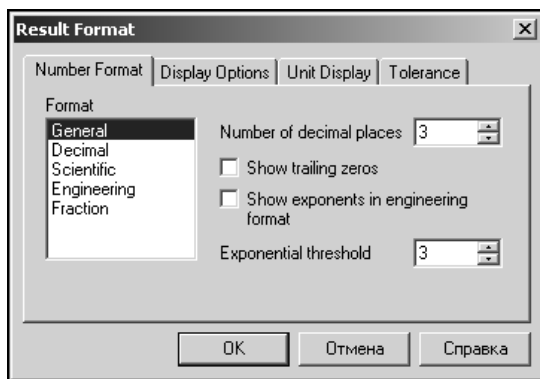 Result Format
Number Format Display Options Unit Display Tolerance
Format
General
Decimal
Scientific
Engineering
Fraction
Number of decimal places 3
Show trailing zeros
Show exponents in engineering
format
Exponential threshold 3
OK Отмена Справка